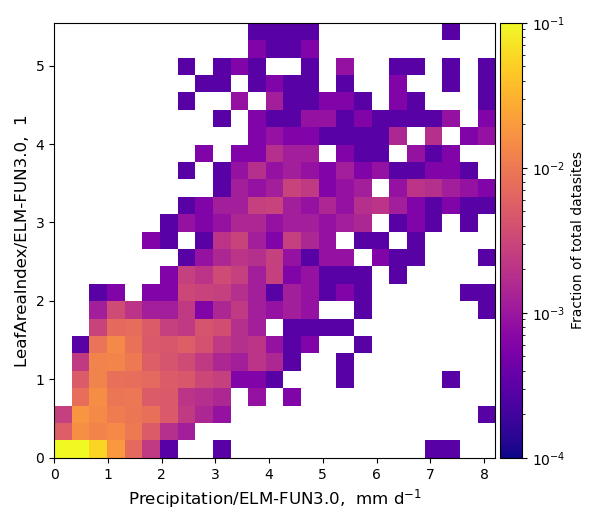 LeafAreaIndex/ELM-FUN3.0, 1
5
4
3
2
1
0
0 1 2 3 4 5 6 7 8
Precipitation/ELM-FUN3.0, mm d⁻¹
10⁻¹
10⁻²
10⁻³
10⁻⁴
Fraction of total datasites